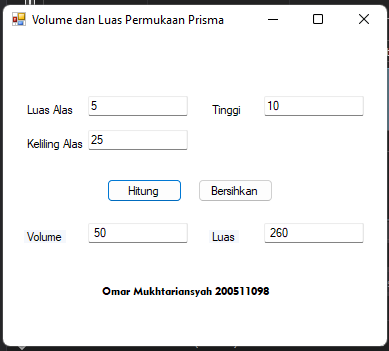 Volume dan Luas Permukaan Prisma
Luas Alas 5 Tinggi 10
Keliling Alas 25
Hitung Bersihkan
Volume 50 Luas 260
Omar Mukhtariansyah 200511098